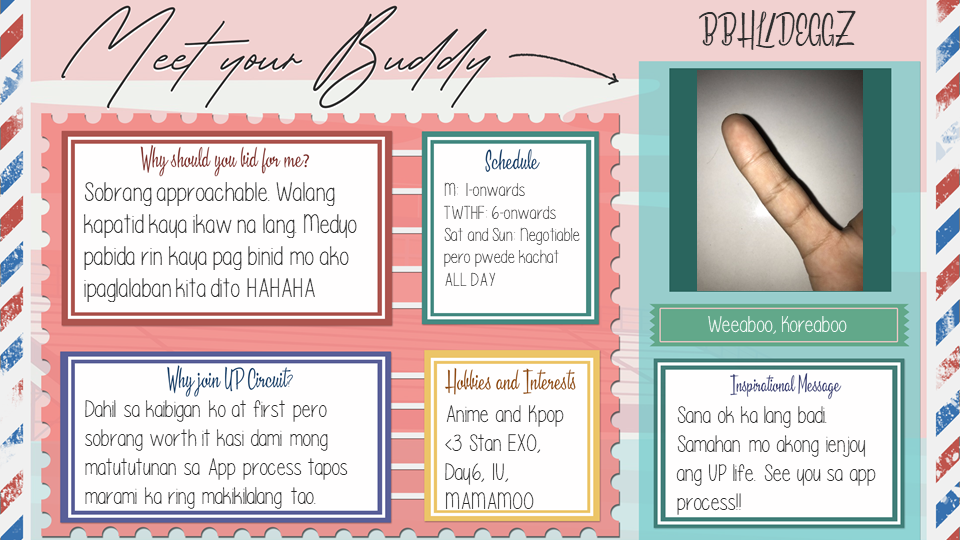 Meet your Buddy
BBHLVDEGGZ
Why should you bid for me?
Sobrang approachable. Walang
kapatid kaya ikaw na lang. Medyo
pabida rin kaya pag binid mo ako
ipaglalaban kita dito HAHAHA
Schedule
M: 1-onwards
TWTHF: 6-onwards
Sat and Sun: Negotiable
pero pwede kachat
ALL DAY
Weeaboo, Koreaboo
Why join UP Circuit?
Dahil sa kaibigan ko at first pero
sobrang worth it kasi dami mong
matututunan sa App process tapos
marami ka ring makikilalang tao.
Hobbies and Interests
Anime and Kpop
<3 Stan EXO,
Day6, IU,
MAMAMOO
Inspirational Message
Sana ok ka lang badi.
Samahan mo akong ienjoy
ang UP life. See you sa app
process!!